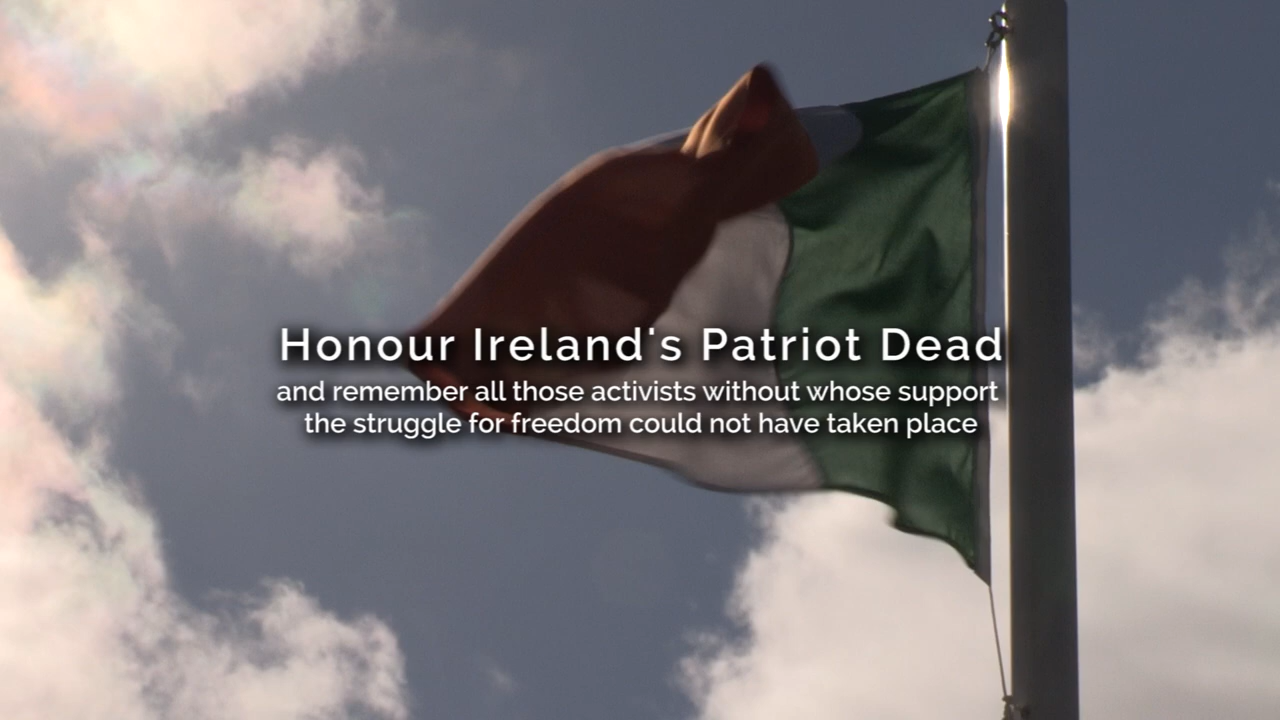 Honour Ireland's Patriot Dead
and remember all those activists without whose support
the struggle for freedom could not have taken place